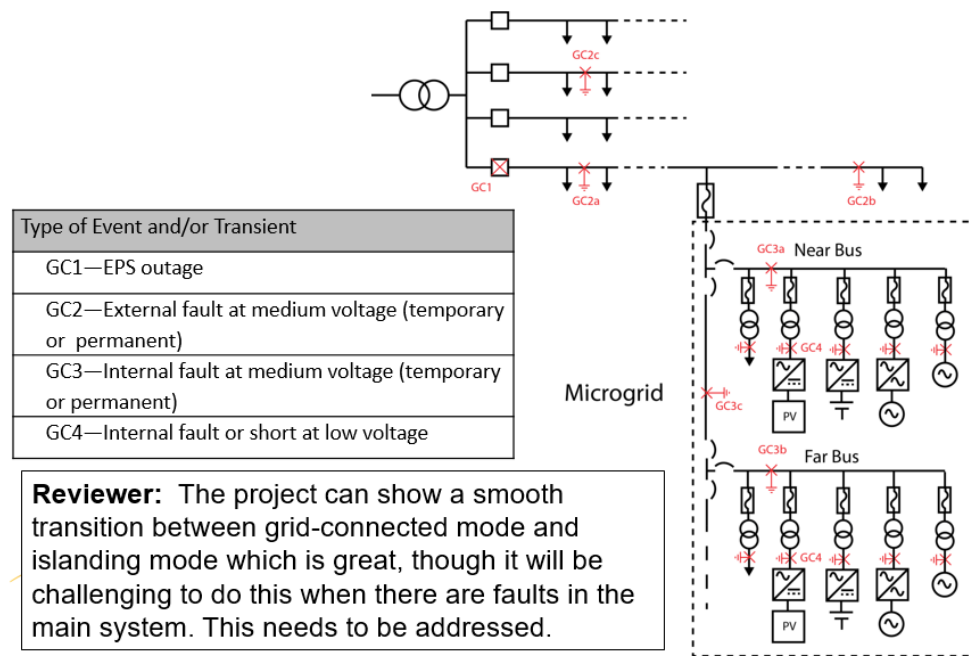 GC2c
GC1
GC2a
GC2b
Type of Event and/or Transient
GC1—EPS outage
GC2—External fault at medium voltage (temporary
or permanent)
GC3—Internal fault at medium voltage (temporary
or permanent)
GC4—Internal fault or short at low voltage
GC3a
Near Bus
GC4
PV
Microgrid
GC3c
GC3b
Far Bus
GC4
PV
Reviewer: The project can show a smooth
transition between grid-connected mode and
islanding mode which is great, though it will be
challenging to do this when there are faults in the
main system. This needs to be addressed.